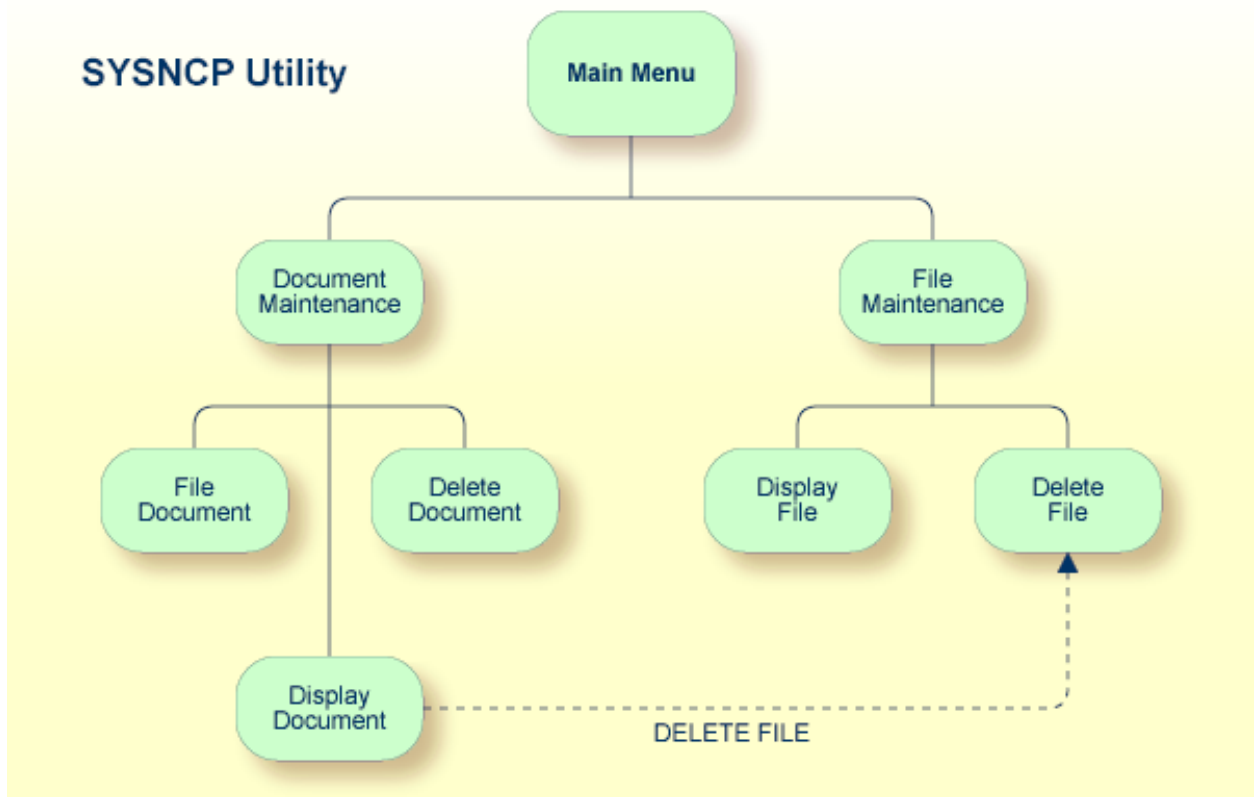 SYSNCP Utility
Main Menu
Document
Maintenance
File
Maintenance
File
Document
Delete
Document
Display
File
Delete
File
Display
Document
DELETE FILE